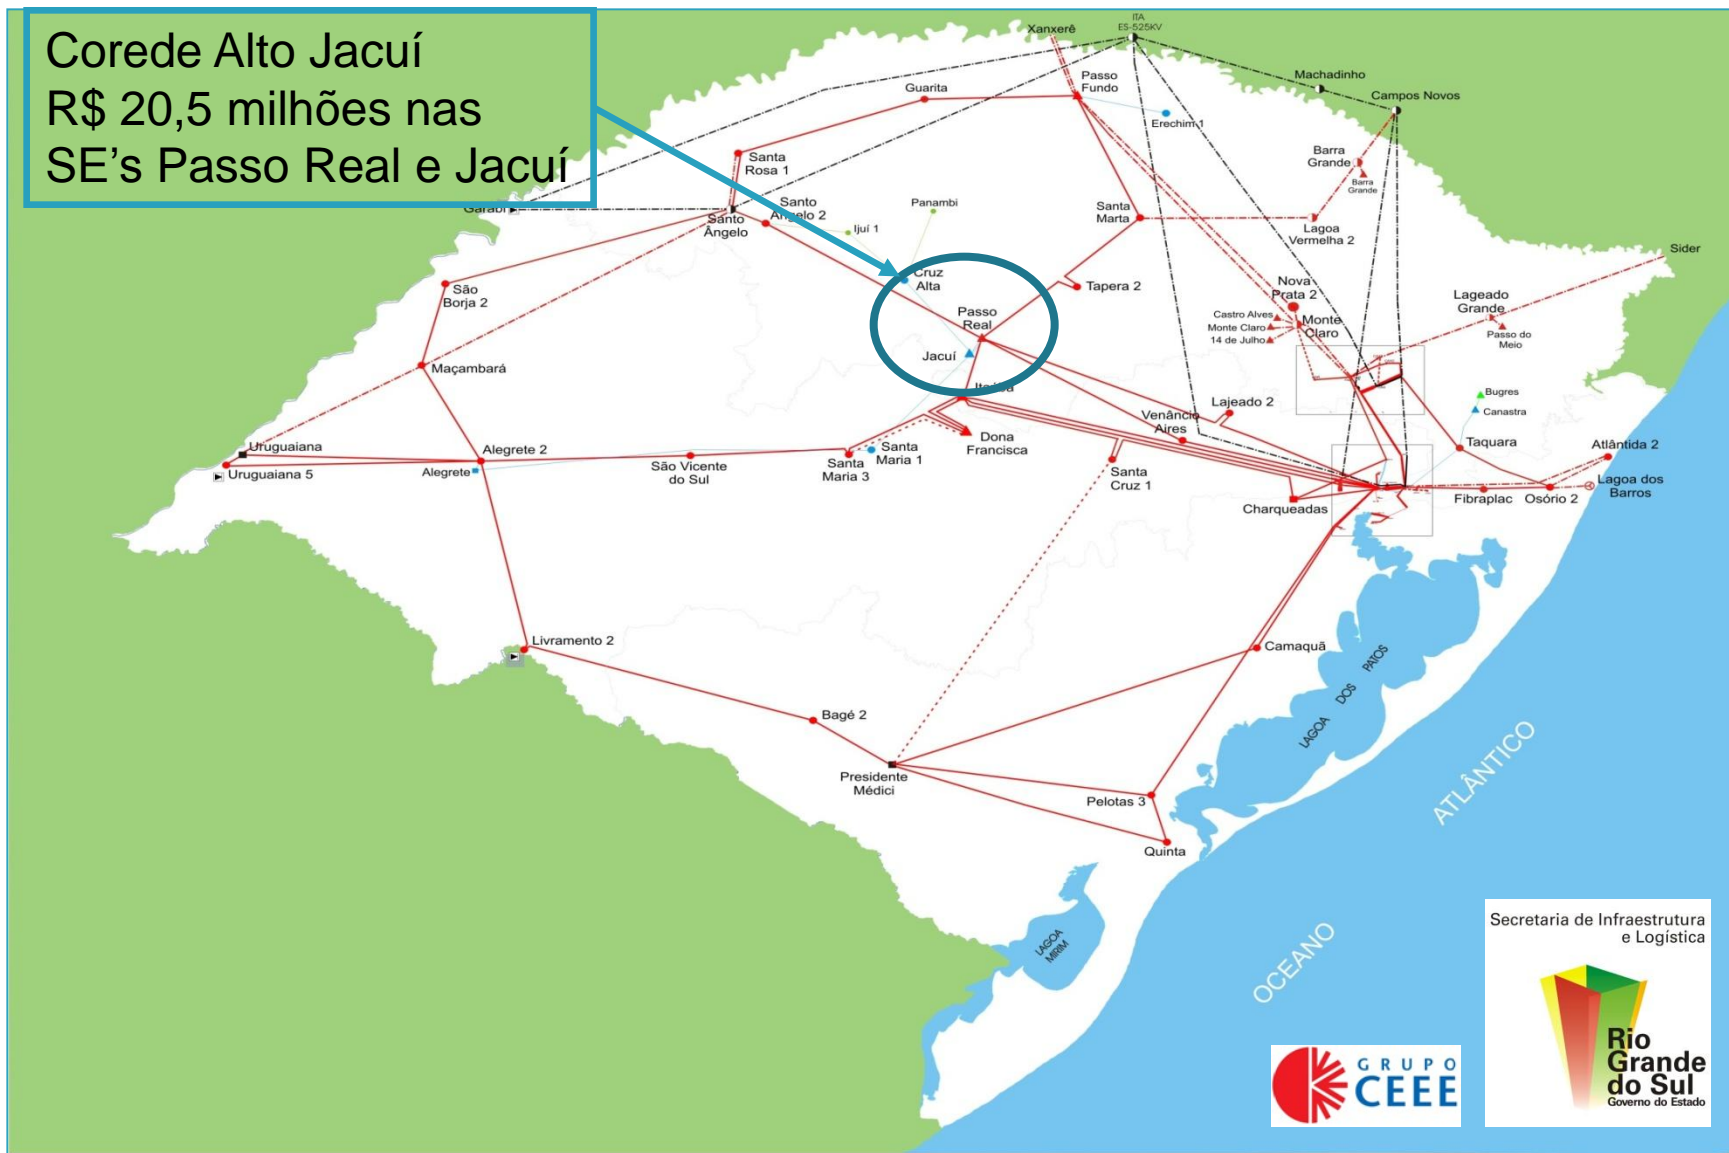 Corede Alto Jacuí
R$ 20,5 milhões nas
SE’s Passo Real e Jacuí
ITA
ES-525KV
Xanxerê
Machadinho
Passo
Fundo
Campos Novos
Guarita
Erechim 1
Barra
Grande
Barra
Grande
Santa
Rosa 1
Garabi
Santo
Ângelo
Santo
Ângelo 2
Panambi
Ijuí 1
Santa
Marta
Lagoa
Vermelha 2
Sider
Cruz
Alta
São
Borja 2
Tapera 2
Nova
Prata 2
Lageado
Grande
Passo
Real
Castro Alves
Monte Claro
14 de Julho
Monte
Claro
Passo do
Meio
Jacuí
Maçambará
Itaúba
Bugres
Canastra
Lajeado 2
Venâncio
Aires
Uruguaiana
Uruguaiana 5
Alegrete 2
Alegrete
São Vicente
do Sul
Santa
Maria 3
Santa
Maria 1
Dona
Francisca
Santa
Cruz 1
Taquara
Atlântida 2
Charqueadas
Fibraplac
Osório 2
Lagoa dos
Barros
Livramento 2
Camaquã
LAGOA DOS PATOS
Bagé 2
Presidente
Médici
Pelotas 3
Quinta
LAGOA
MIRIM
OCEANO ATLÂNTICO
GRUPO
CEEE
Secretaria de Infraestrutura
e Logística
Rio
Grande
do Sul
Governo do Estado